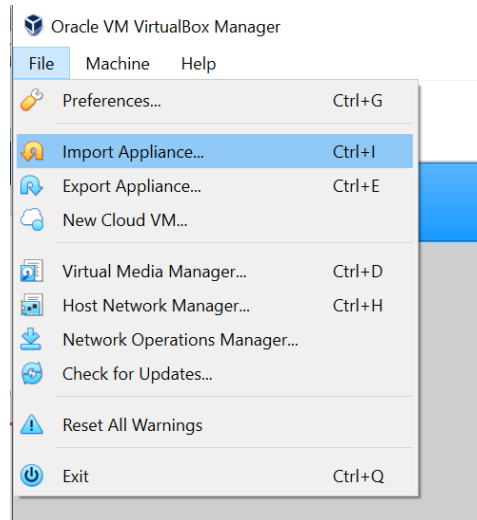 Oracle VM VirtualBox Manager
File Machine Help
Preferences... Ctrl+G
Import Appliance... Ctrl+I
Export Appliance... Ctrl+E
New Cloud VM...
Virtual Media Manager... Ctrl+D
Host Network Manager... Ctrl+H
Network Operations Manager...
Check for Updates...
Reset All Warnings
Exit Ctrl+Q